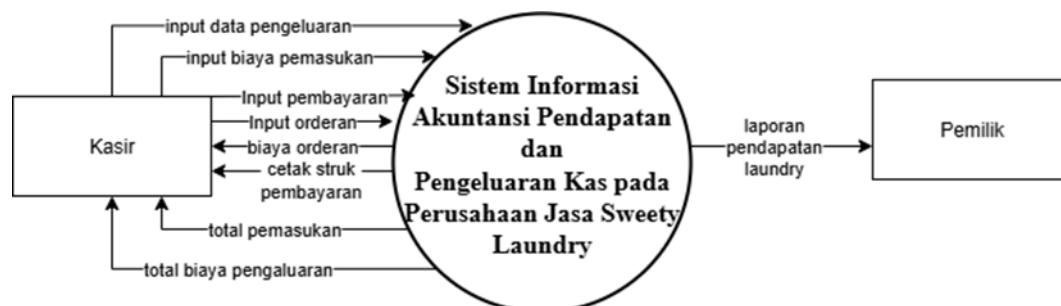 input data pengeluaran
input biaya pemasukan
Input pembayaran
Input orderan
biaya orderan
cetak struk
pembayaran
total pemasukan
total biaya pengaluaran
Kasir
Sistem Informasi
Akuntansi Pendapatan
dan
Pengeluaran Kas pada
Perusahaan Jasa Sweety
Laundry
laporan
pendapatan
laundry
Pemilik